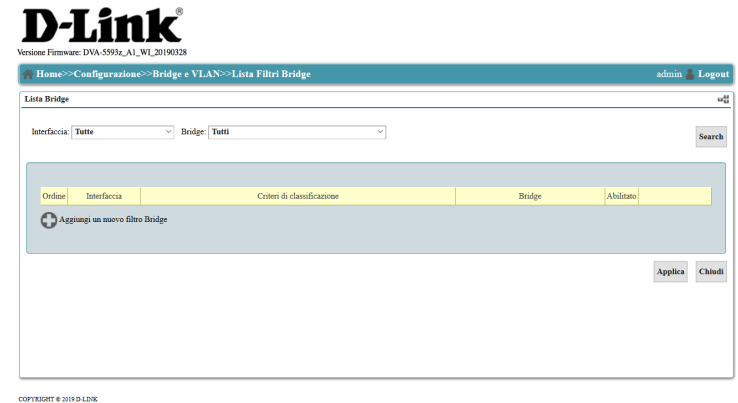 D-Link®
Versione Firmware: DVA-5593z_A1_WI_20190328
Home>>Configurazione>>Bridge e VLAN>>Lista Filtri Bridge admin Logout
Lista Bridge
Interfaccia: Tutte Bridge: Tutti
Search
Ordine Interfaccia Criteri di classificazione Bridge Abilitato
Aggiungi un nuovo filtro Bridge
Applica Chiudi
COPYRIGHT © 2019 D-LINK